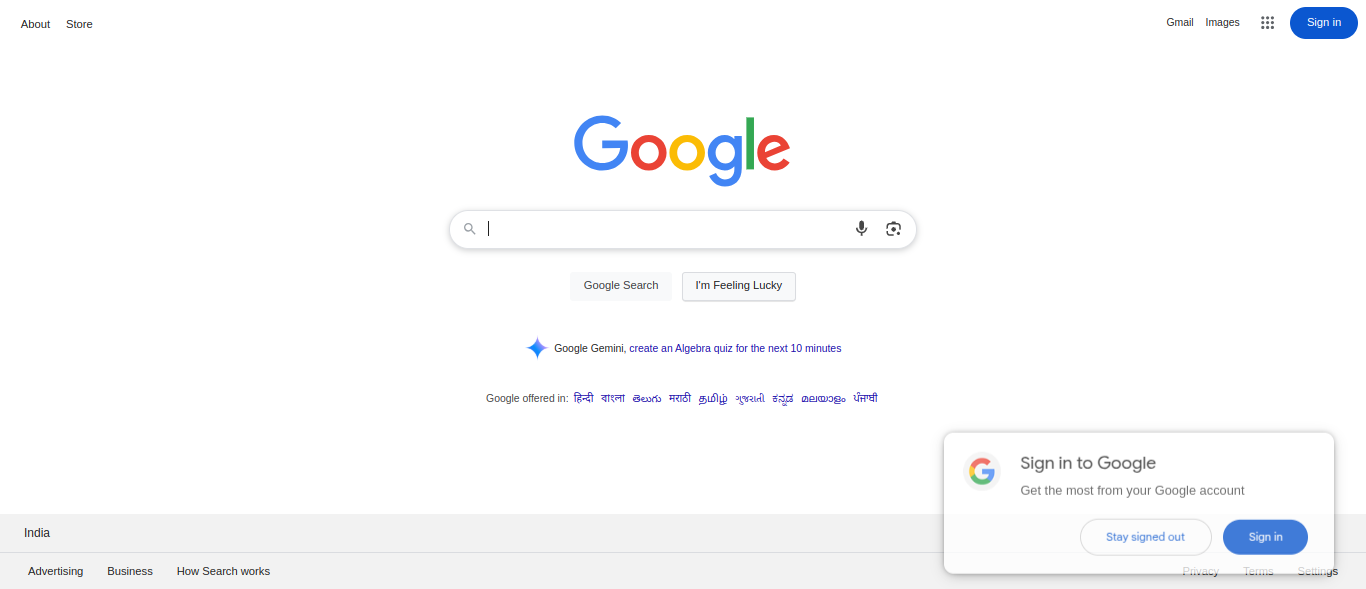 About Store
Gmail Images Sign in
Google
Google Search I'm Feeling Lucky
Google Gemini, create an Algebra quiz for the next 10 minutes
Google offered in: हिन्दी বাংলা తెలుగు मराठी தமிழ் ગુજરાતી ಕನ್ನಡ മലയാളം ਪੰਜਾਬੀ
Sign in to Google
Get the most from your Google account
Stay signed out Sign in
India
Advertising Business How Search works
Privacy Terms Settings